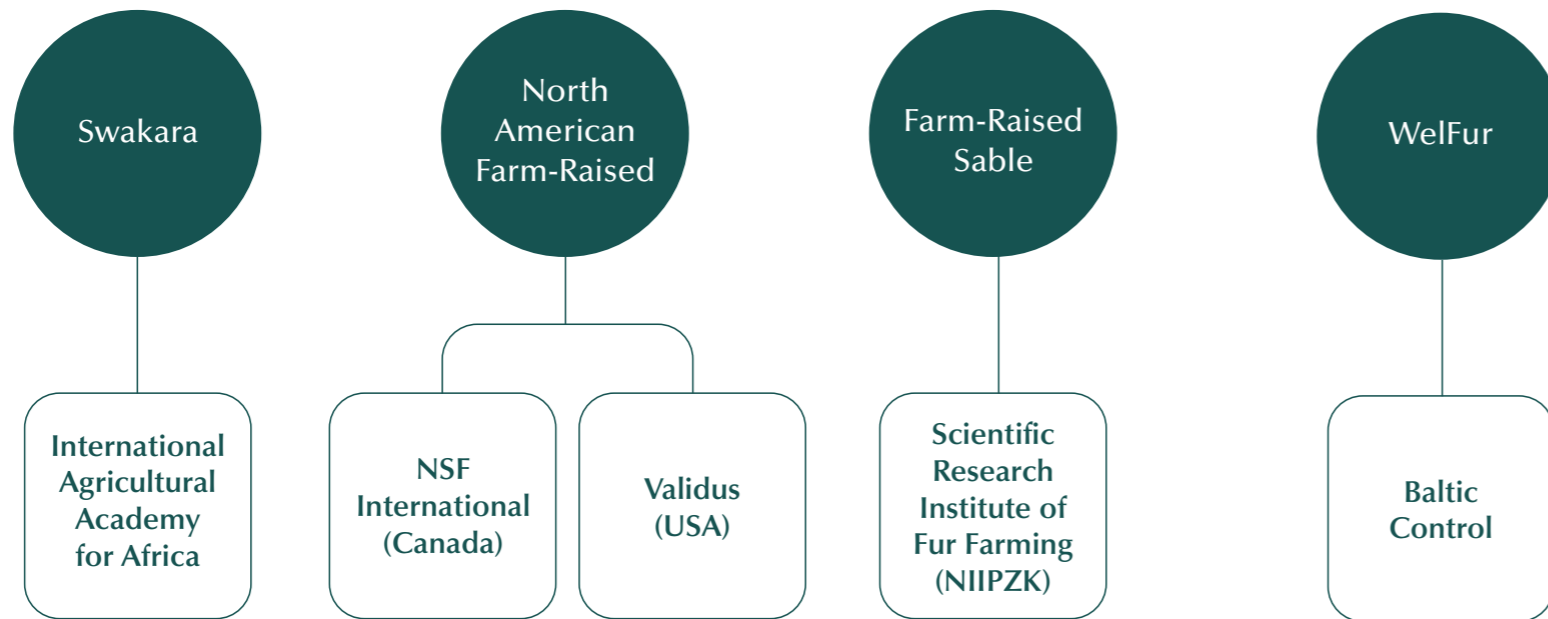 Swakara
North
American
Farm-Raised
Farm-Raised
Sable
WelFur
International
Agricultural
Academy
for Africa
NSF
International
(Canada)
Validus
(USA)
Scientific
Research
Institute of
Fur Farming
(NIIPZK)
Baltic
Control